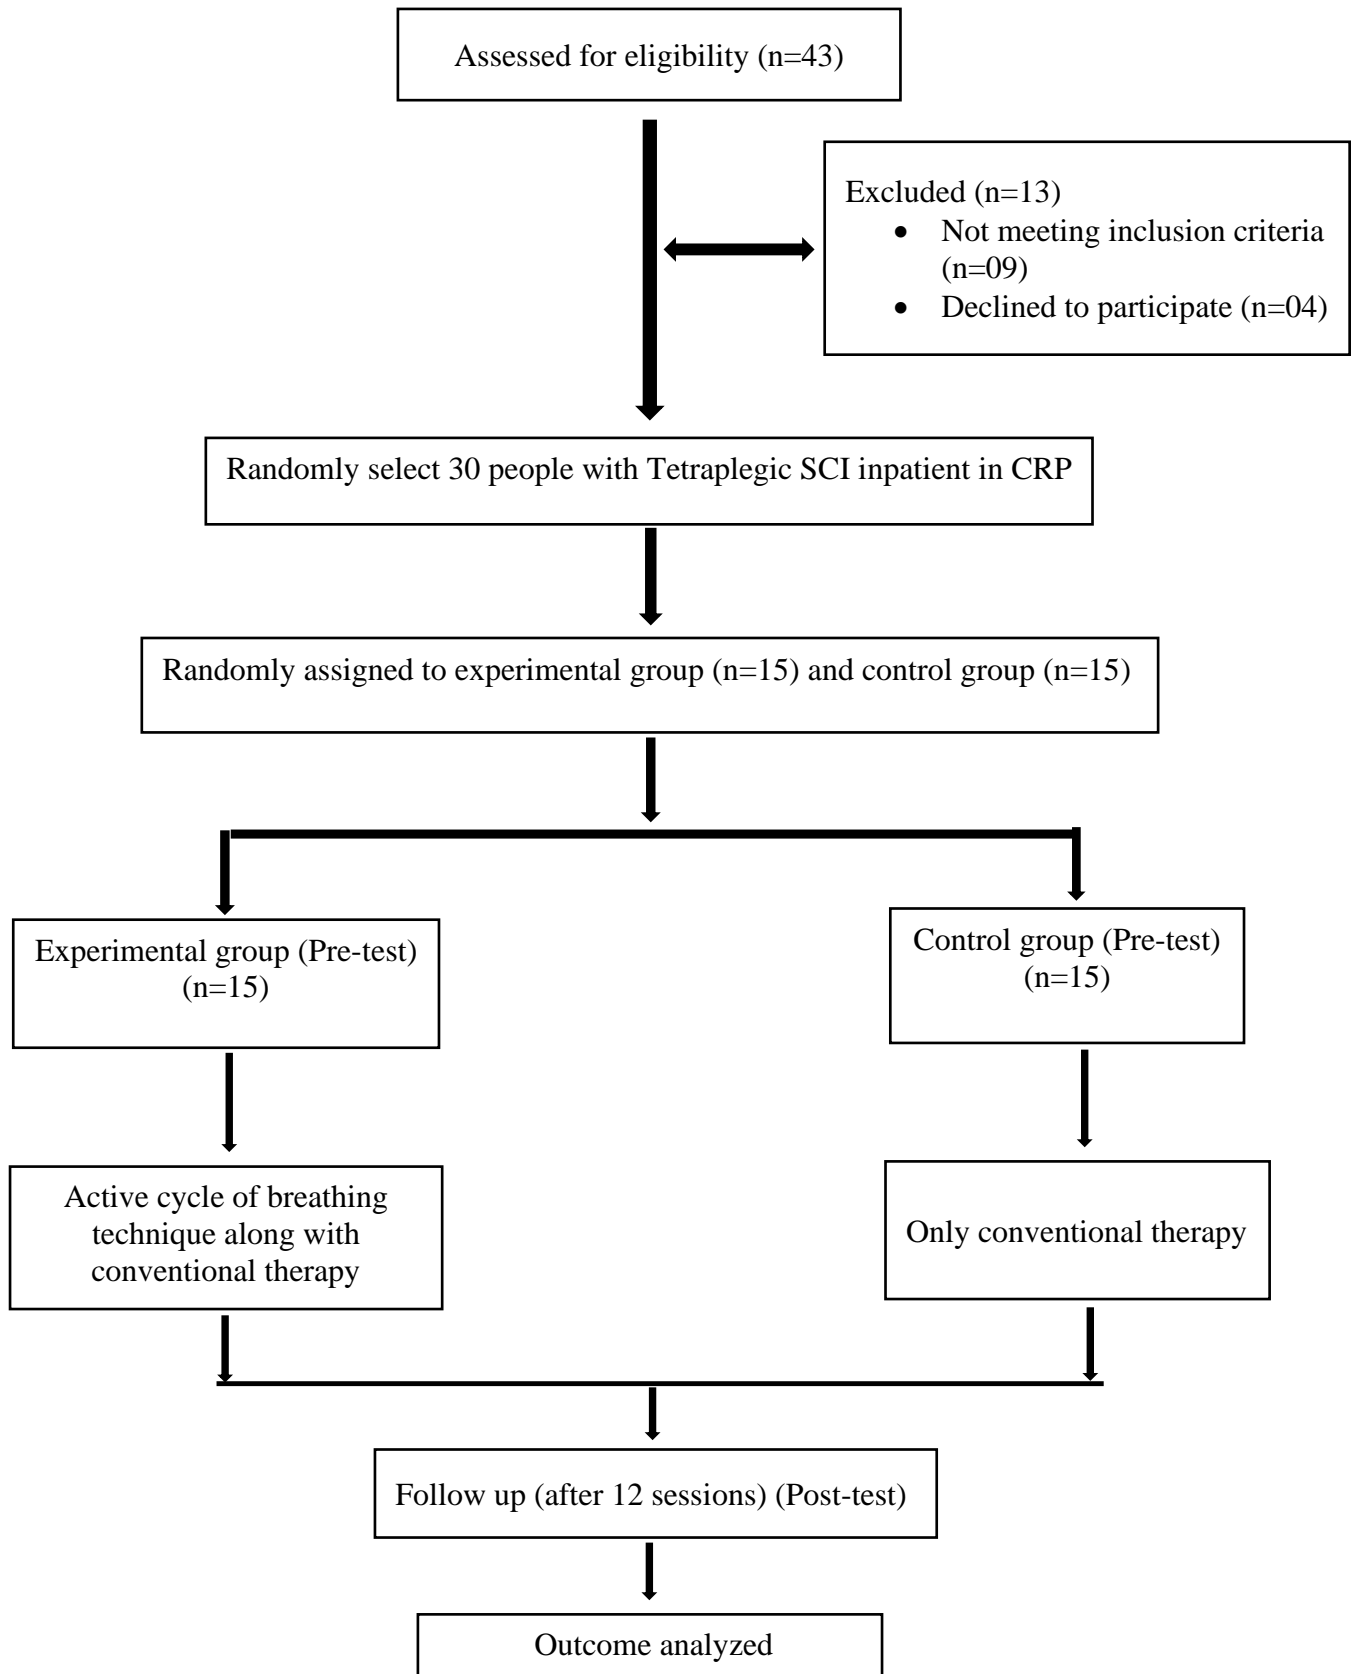 Assessed for eligibility (n=43)
Excluded (n=13)
• Not meeting inclusion criteria
(n=09)
• Declined to participate (n=04)
Randomly select 30 people with Tetraplegic SCI inpatient in CRP
Randomly assigned to experimental group (n=15) and control group (n=15)
Experimental group (Pre-test)
(n=15)
Control group (Pre-test)
(n=15)
Active cycle of breathing
technique along with
conventional therapy
Only conventional therapy
Follow up (after 12 sessions) (Post-test)
Outcome analyzed